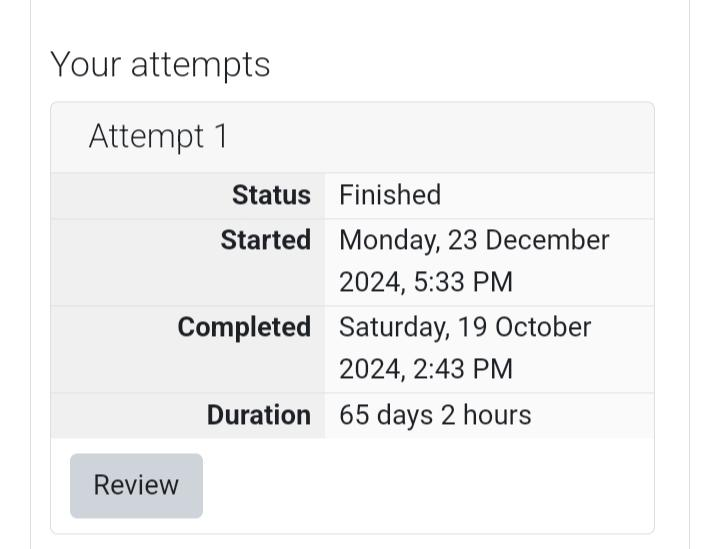 Your attempts
Attempt 1
Status Finished
Started Monday, 23 December
2024, 5:33 PM
Completed Saturday, 19 October
2024, 2:43 PM
Duration 65 days 2 hours
Review